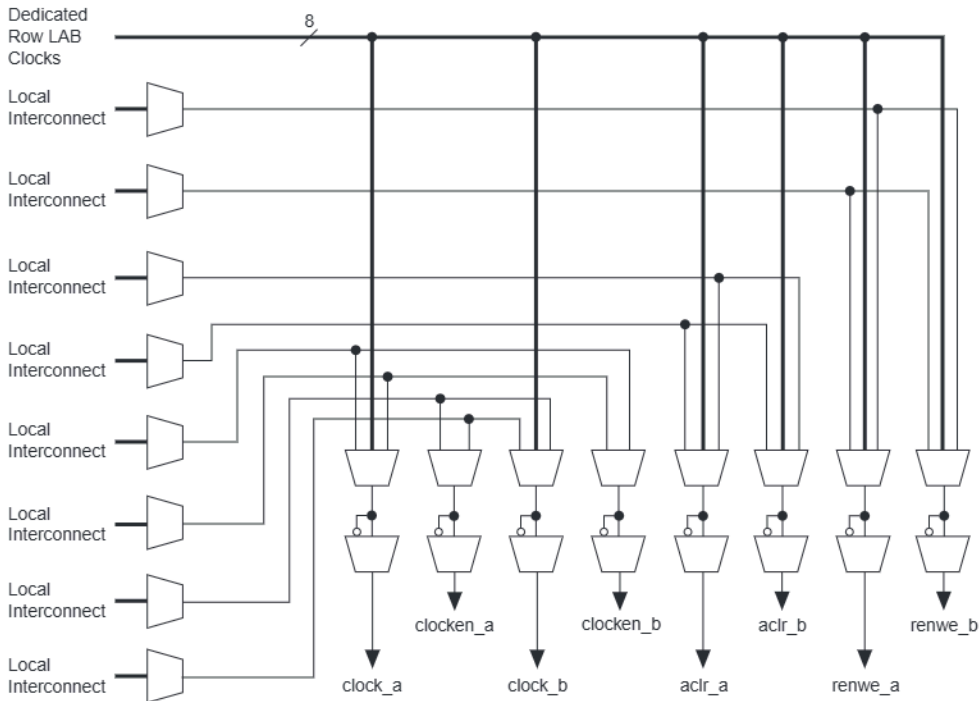 Dedicated
Row LAB
Clocks
8
Local
Interconnect
Local
Interconnect
Local
Interconnect
Local
Interconnect
Local
Interconnect
Local
Interconnect
Local
Interconnect
Local
Interconnect
clocken_a
clocken_b
aclr_b
renwe_b
clock_a
clock_b
aclr_a
renwe_a